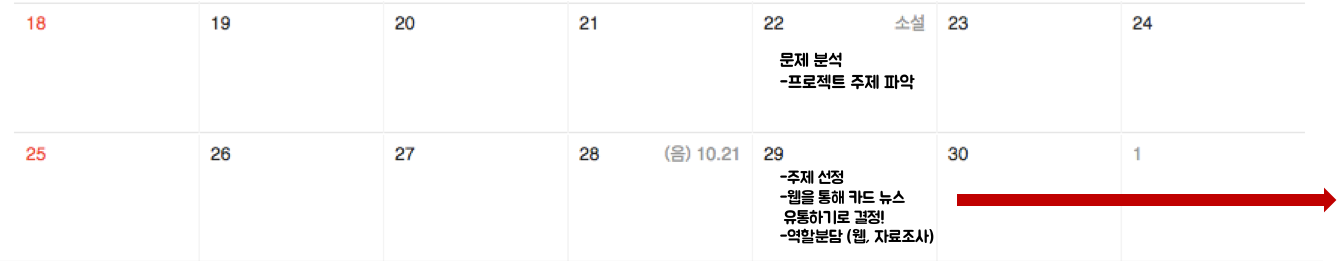 18 19 20 21 22 소설 23 24
문제 분석
-프로젝트 주제 파악
25 26 27 28 (음) 10.21 29 30 1
-주제 선정
-웹을 통해 카드 뉴스
유통하기로 결정!
-역할분담 (웹, 자료조사)